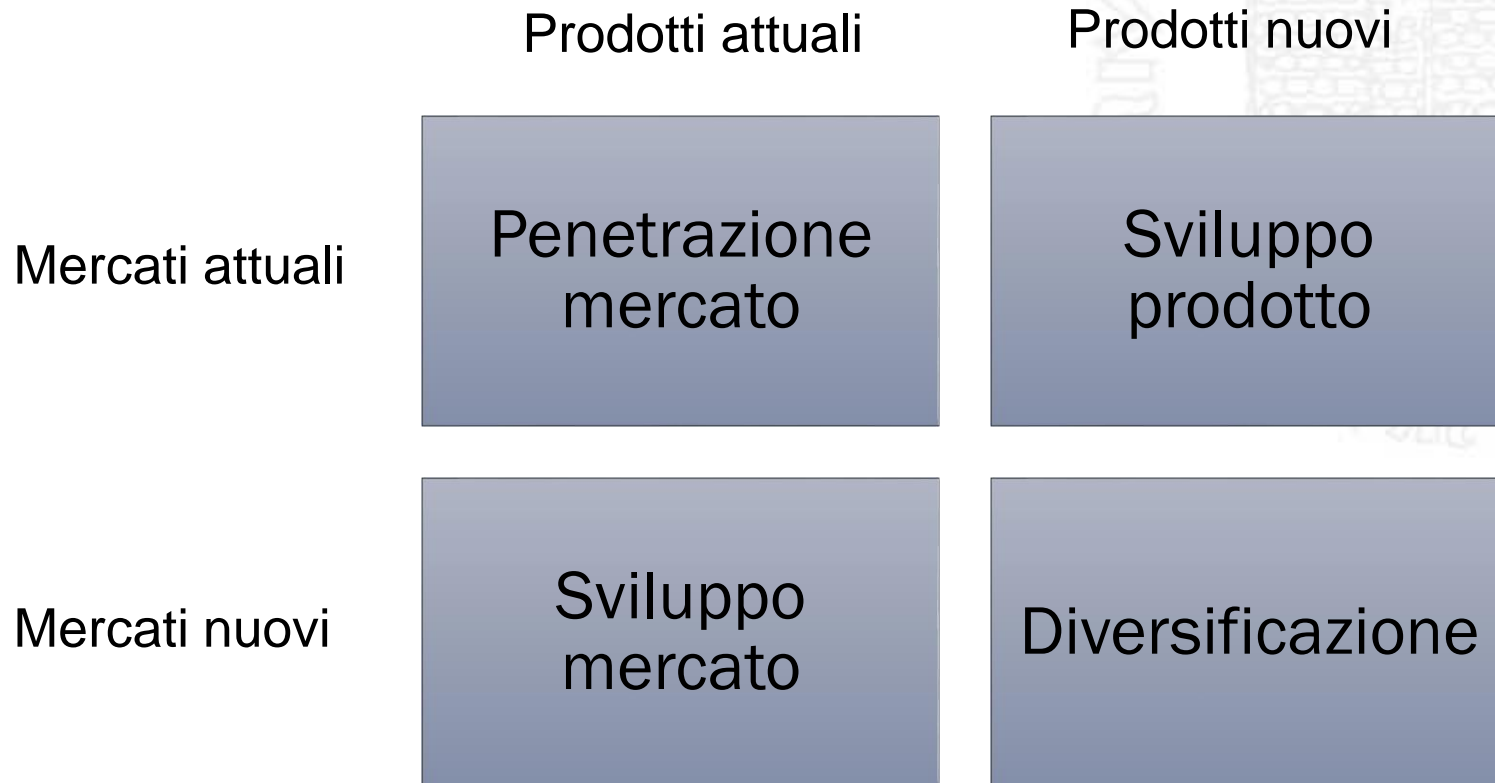 Prodotti attuali
Prodotti nuovi
Mercati attuali
Penetrazione
mercato
Sviluppo
prodotto
Mercati nuovi
Sviluppo
mercato
Diversificazione